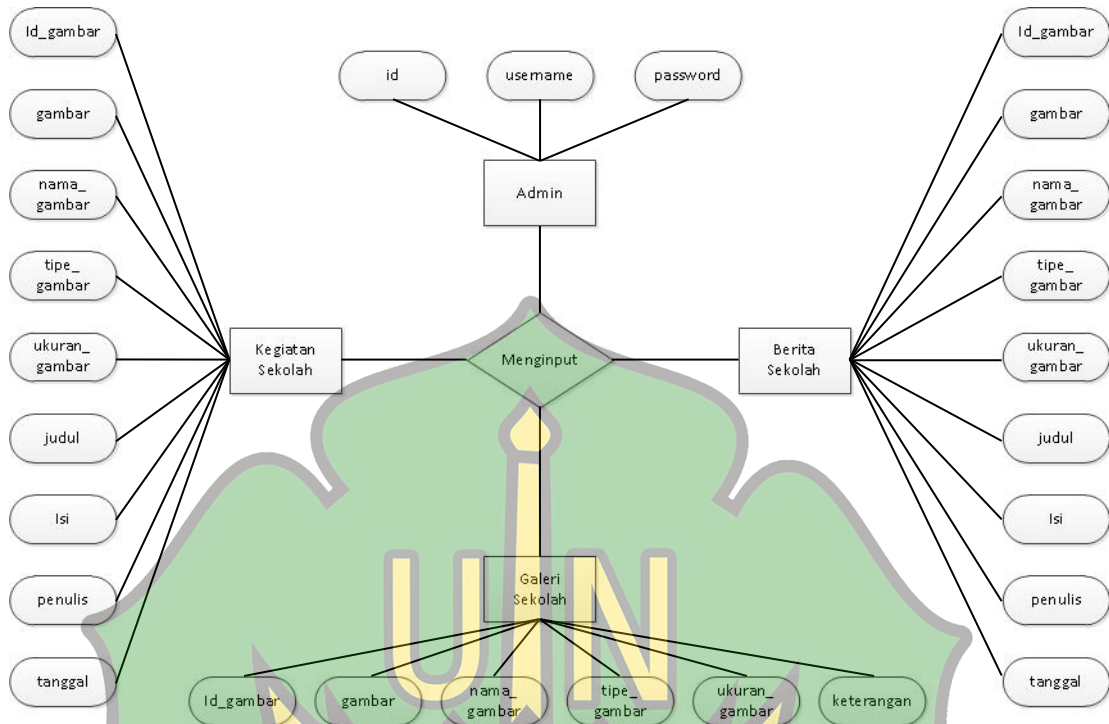 Id_gambar
gambar
nama_
gambar
tipe_
gambar
ukuran_
gambar
judul
Isi
penulis
tanggal
id
username
password
Admin
Kegiatan
Sekolah
Menginput
Berita
Sekolah
Galeri
Sekolah
UIN
Id_gambar
gambar
nama_
gambar
tipe_
gambar
ukuran_
gambar
keterangan
Id_gambar
gambar
nama_
gambar
tipe_
gambar
ukuran_
gambar
judul
Isi
penulis
tanggal